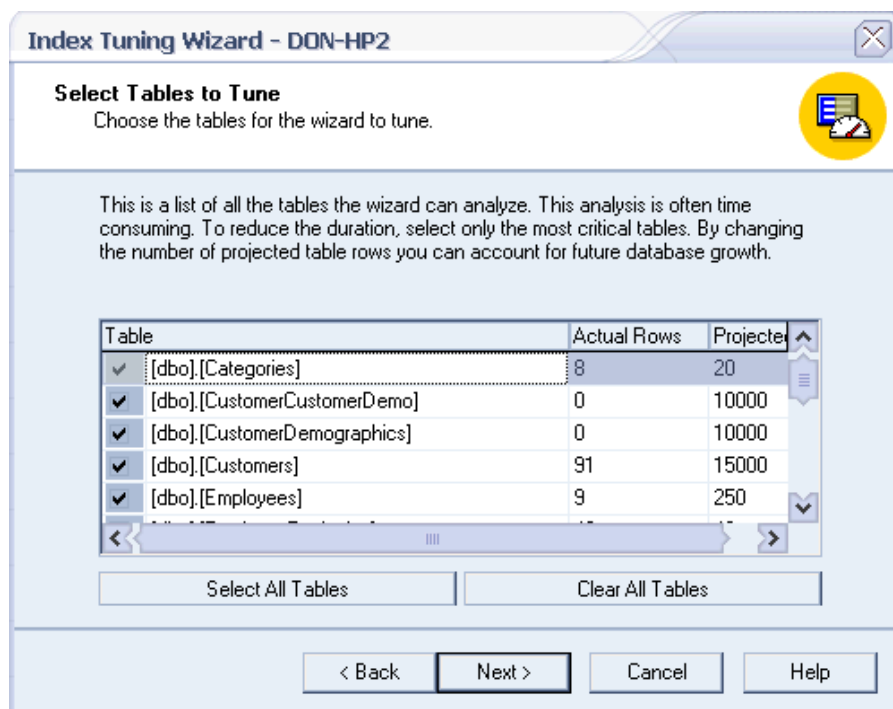 Index Tuning Wizard - DON-HP2
Select Tables to Tune
Choose the tables for the wizard to tune.
This is a list of all the tables the wizard can analyze. This analysis is often time
consuming. To reduce the duration, select only the most critical tables. By changing
the number of projected table rows you can account for future database growth.
Table Actual Rows Projected
[dbo].[Categories] 8 20
[dbo].[CustomerCustomerDemo] 0 10000
[dbo].[CustomerDemographics] 0 10000
[dbo].[Customers] 91 15000
[dbo].[Employees] 9 250
Select All Tables Clear All Tables
< Back Next > Cancel Help